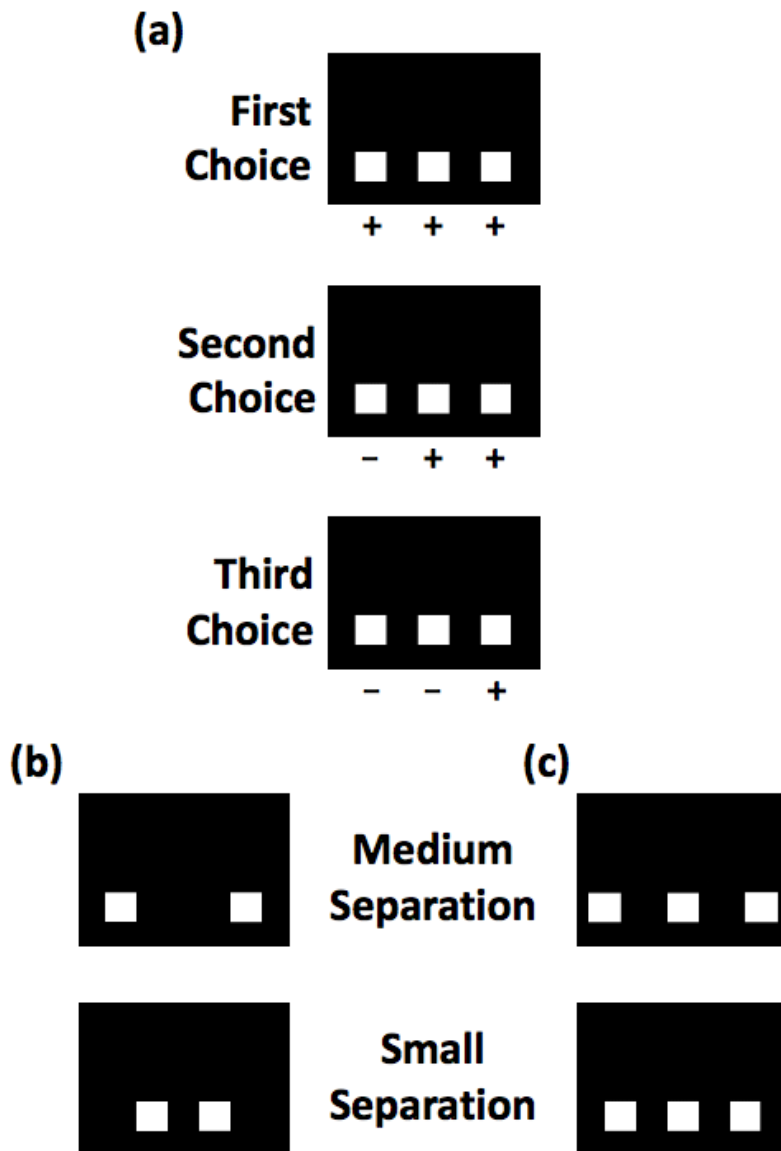 (a)
First
Choice
+ + +
Second
Choice
– + +
Third
Choice
– – +
(b)
(c)
Medium
Separation
Small
Separation